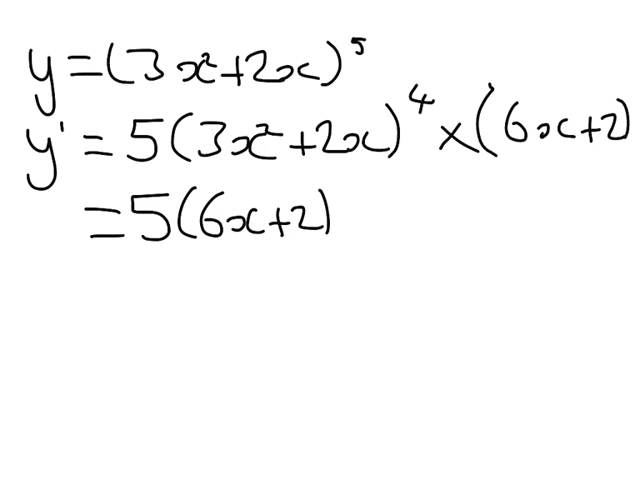 y = (3x²+2x)⁵
y' = 5(3x²+2x)⁴ × (6x+2)
= 5(6x+2)